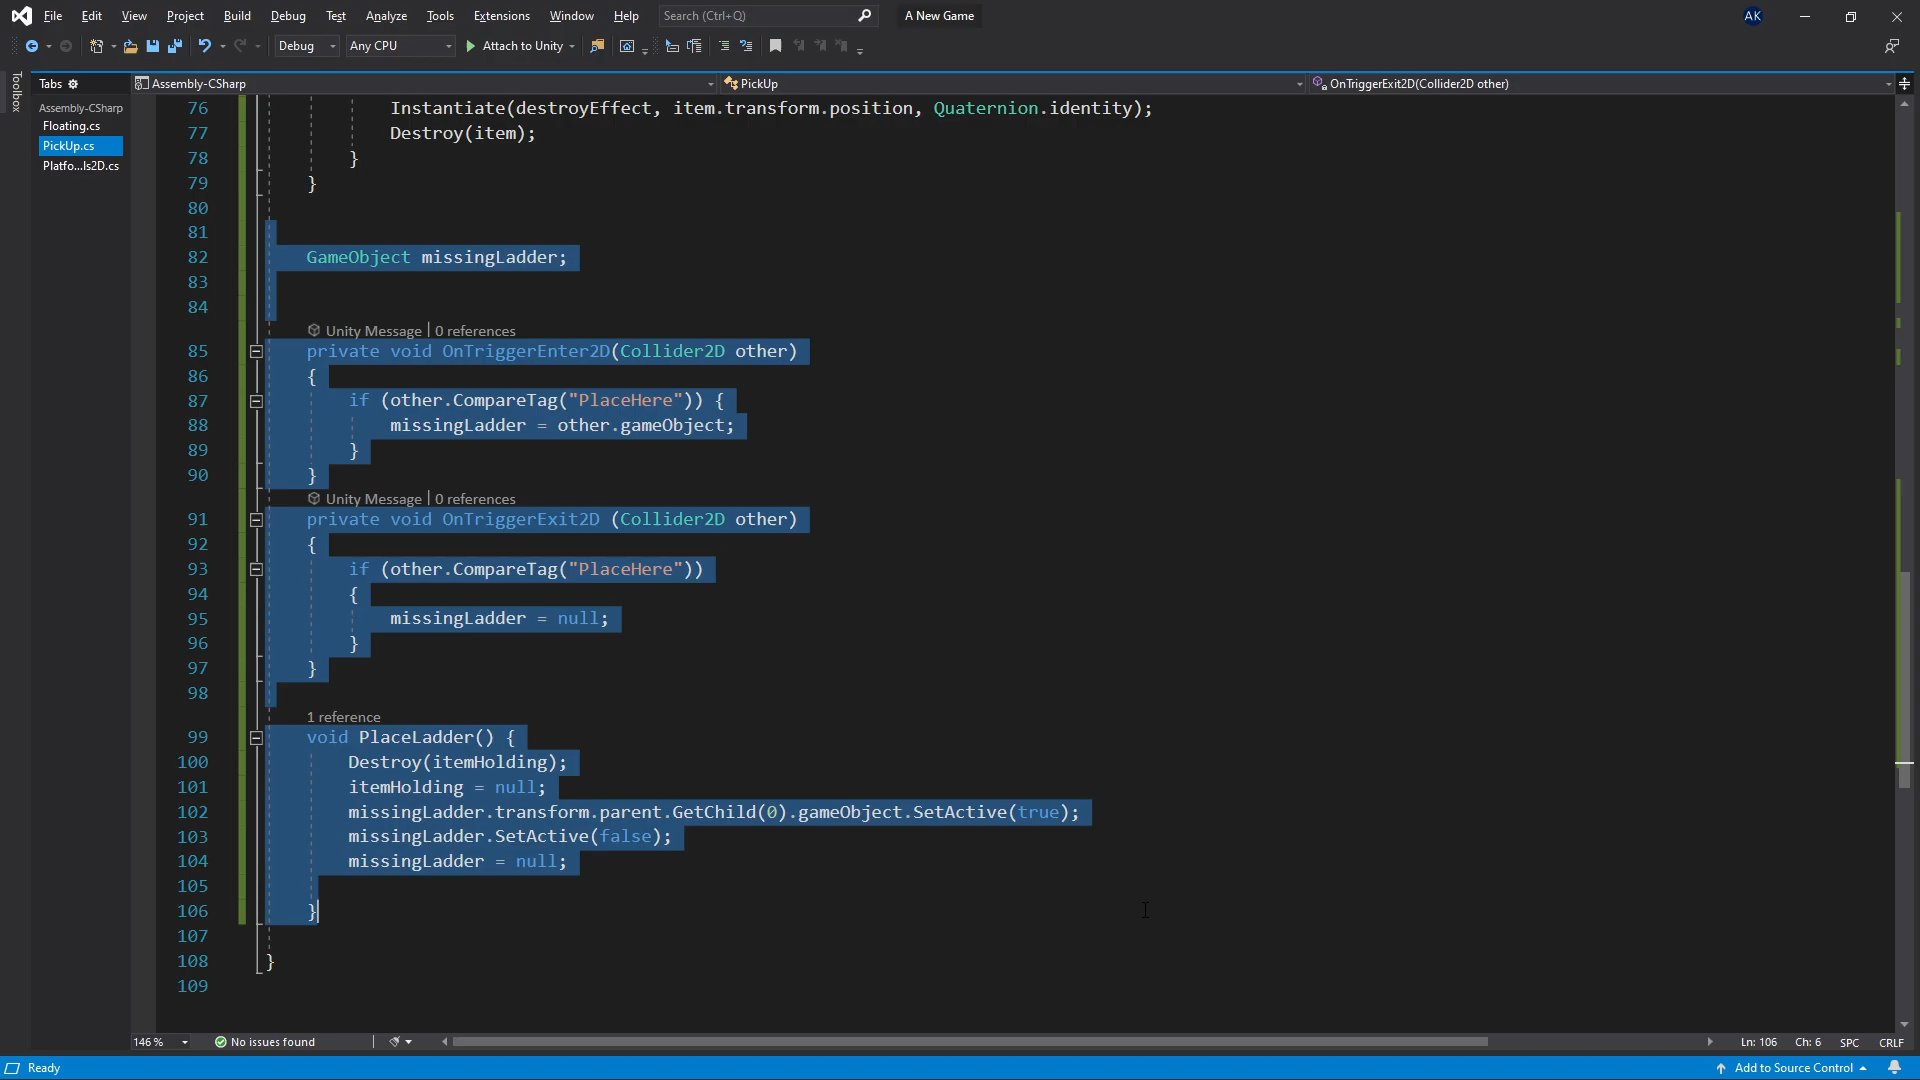 File Edit View Project Build Debug Test Analyze Tools Extensions Window Help Search (Ctrl+Q) A New Game AK
Debug Any CPU Attach to Unity
Toolbox
Tabs Assembly-CSharp PickUp OnTriggerExit2D(Collider2D other)
Assembly-CSharp
Floating.cs
PickUp.cs
Platfo...ls2D.cs
76 Instantiate(destroyEffect, item.transform.position, Quaternion.identity);
77 Destroy(item);
78 }
79 }
80
81
82 GameObject missingLadder;
83
84
Unity Message | 0 references
85 private void OnTriggerEnter2D(Collider2D other)
86 {
87 if (other.CompareTag("PlaceHere")) {
88 missingLadder = other.gameObject;
89 }
90 }
Unity Message | 0 references
91 private void OnTriggerExit2D (Collider2D other)
92 {
93 if (other.CompareTag("PlaceHere"))
94 {
95 missingLadder = null;
96 }
97 }
98
1 reference
99 void PlaceLadder() {
100 Destroy(itemHolding);
101 itemHolding = null;
102 missingLadder.transform.parent.GetChild(0).gameObject.SetActive(true);
103 missingLadder.SetActive(false);
104 missingLadder = null;
105
106 }
107
108 }
109
146 % No issues found Ln: 106 Ch: 6 SPC CRLF
Ready Add to Source Control